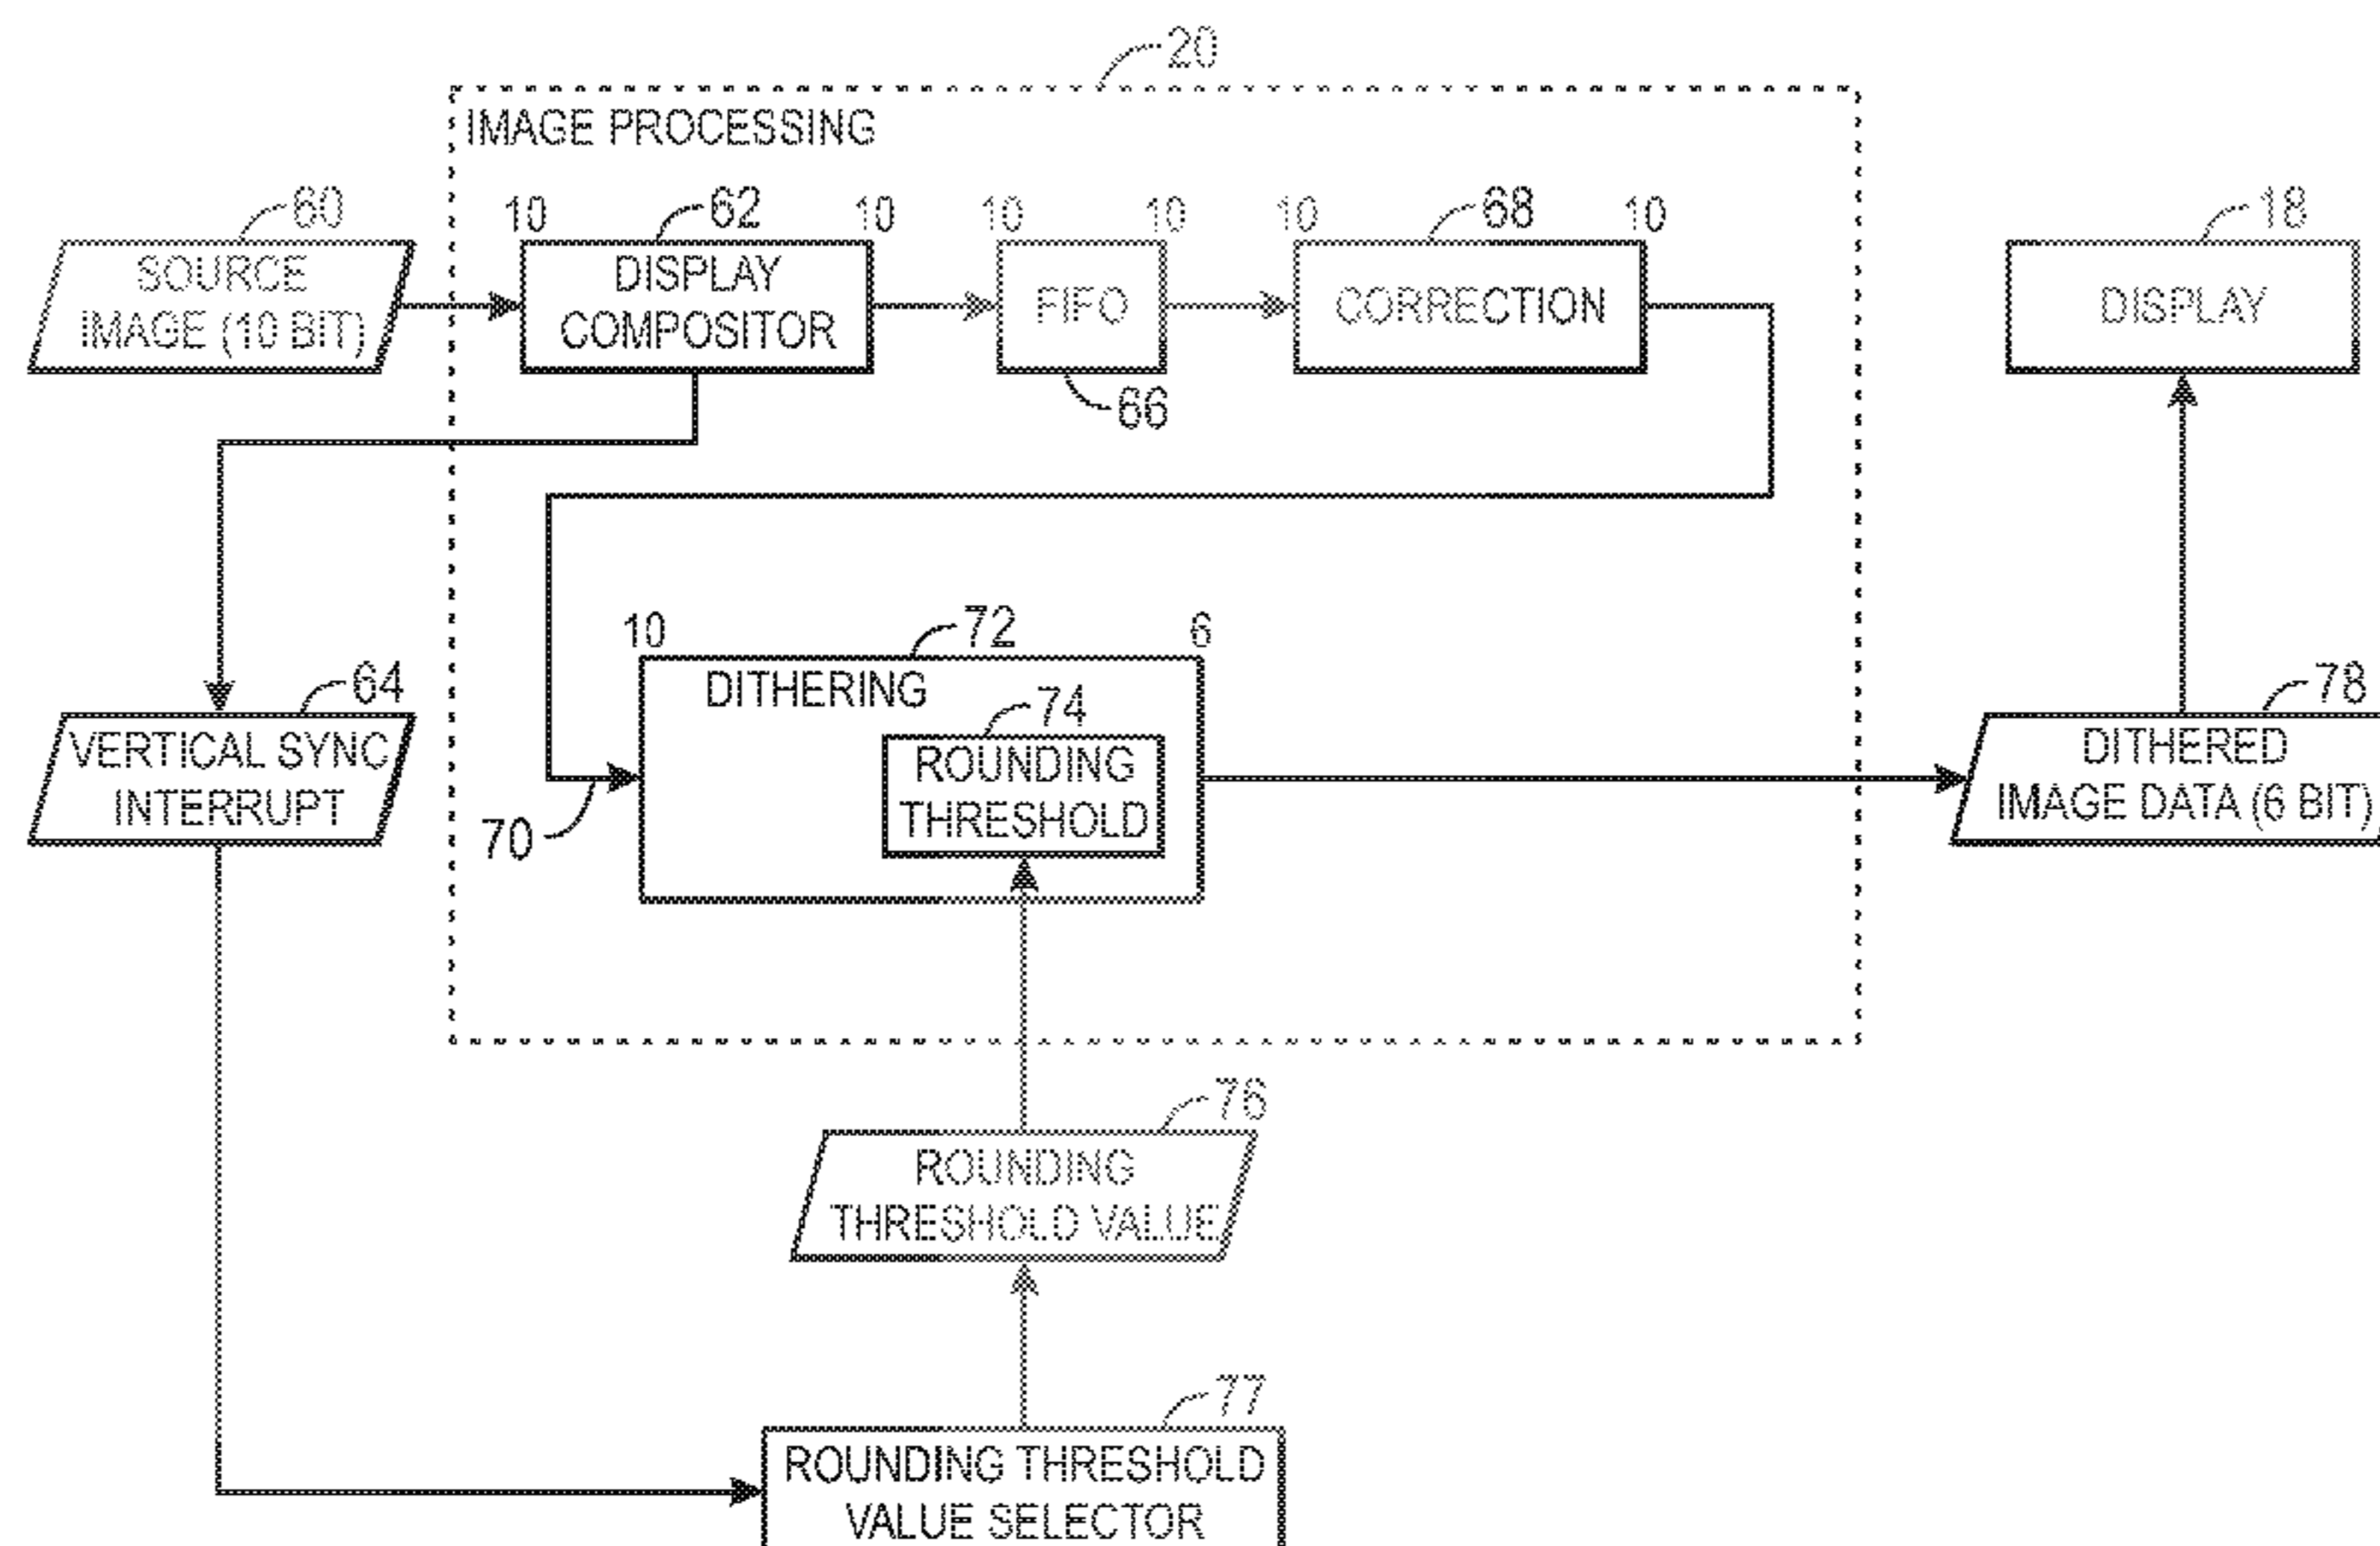 20
IMAGE PROCESSING
60
10
62
10
10
10
10
68
10
18
SOURCE
IMAGE (10 BIT)
DISPLAY
COMPOSITOR
FIFO
CORRECTION
DISPLAY
66
64
VERTICAL SYNC
INTERRUPT
10
72
6
DITHERING
74
ROUNDING
THRESHOLD
70
78
DITHERED
IMAGE DATA (6 BIT)
76
ROUNDING
THRESHOLD VALUE
77
ROUNDING THRESHOLD
VALUE SELECTOR